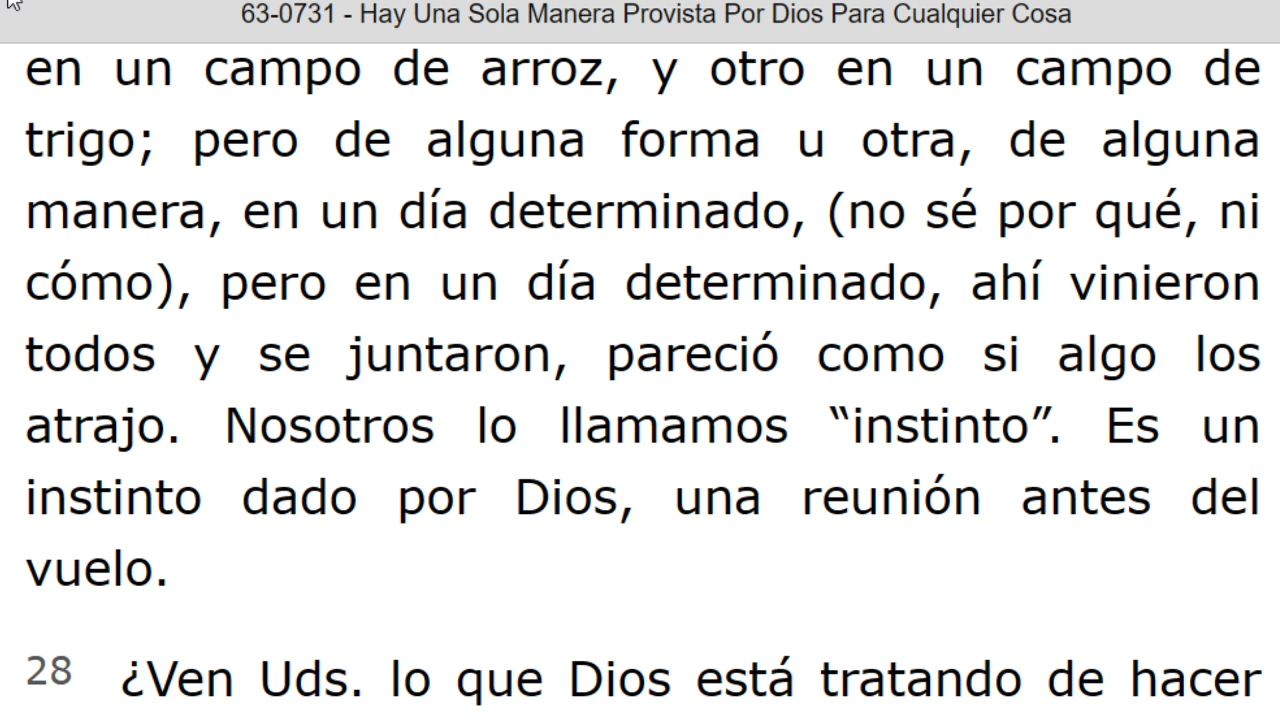 63-0731 - Hay Una Sola Manera Provista Por Dios Para Cualquier Cosa
en un campo de arroz, y otro en un campo de
trigo; pero de alguna forma u otra, de alguna
manera, en un día determinado, (no sé por qué, ni
cómo), pero en un día determinado, ahí vinieron
todos y se juntaron, pareció como si algo los
atrajo. Nosotros lo llamamos “instinto”. Es un
instinto dado por Dios, una reunión antes del
vuelo.
28 ¿Ven Uds. lo que Dios está tratando de hacer